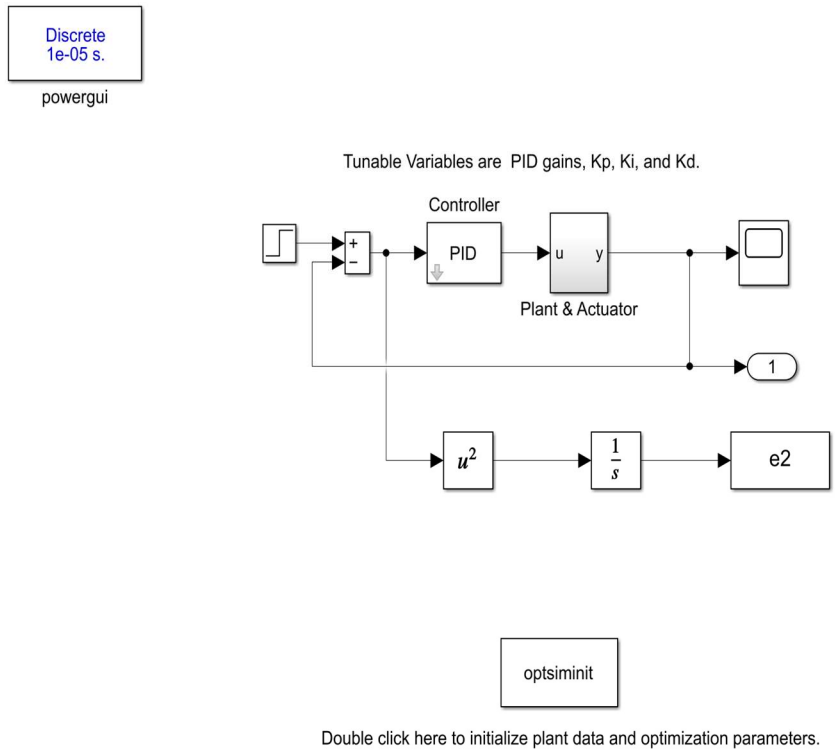 Discrete
1e-05 s.
powergui
Tunable Variables are  PID gains, Kp, Ki, and Kd.
Controller
+
−
PID
u
y
Plant & Actuator
1
u²
1
s
e2
optsiminit
Double click here to initialize plant data and optimization parameters.